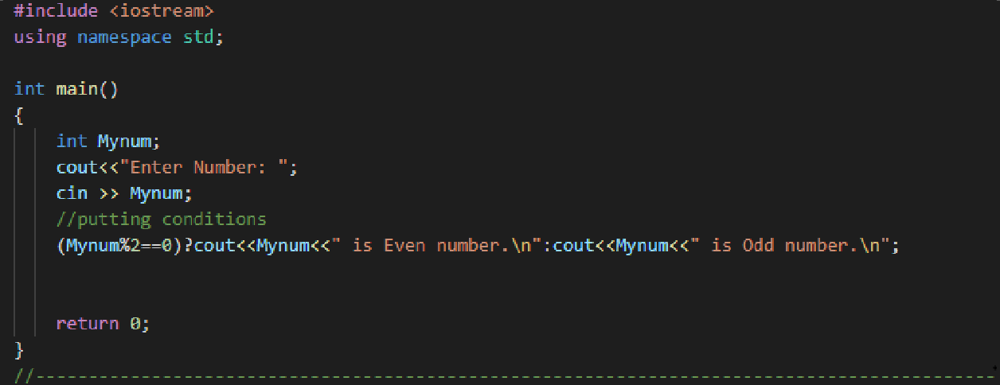 #include <iostream>
using namespace std;
int main()
{
int Mynum;
cout<<"Enter Number: ";
cin >> Mynum;
//putting conditions
(Mynum%2==0)?cout<<Mynum<<" is Even number.\n":cout<<Mynum<<" is Odd number.\n";
return 0;
}
//--------------------------------------------------------------------------------------------